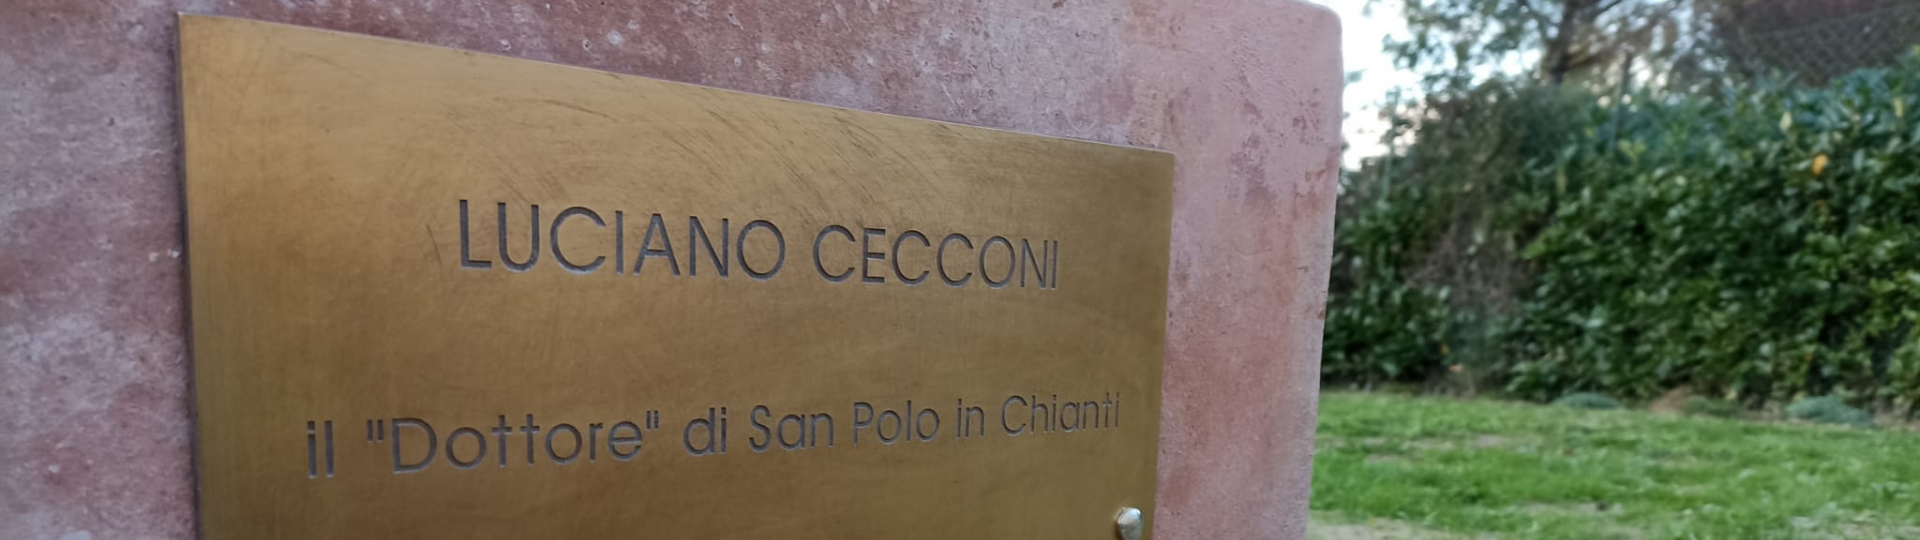 LUCIANO CECCONI
il "Dottore" di San Polo in Chianti